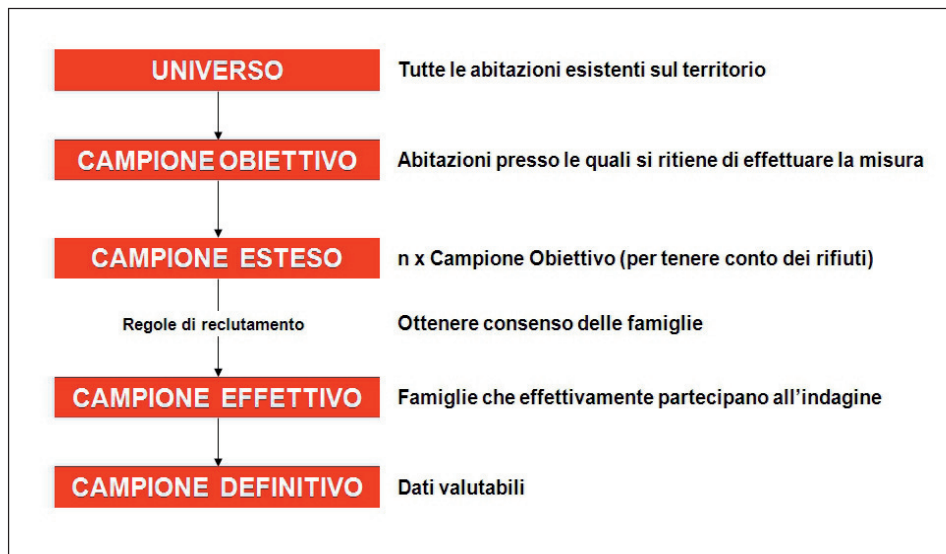 UNIVERSO
Tutte le abitazioni esistenti sul territorio
CAMPIONE OBIETTIVO
Abitazioni presso le quali si ritiene di effettuare la misura
CAMPIONE ESTESO
n x Campione Obiettivo (per tenere conto dei rifiuti)
Regole di reclutamento
Ottenere consenso delle famiglie
CAMPIONE EFFETTIVO
Famiglie che effettivamente partecipano all'indagine
CAMPIONE DEFINITIVO
Dati valutabili